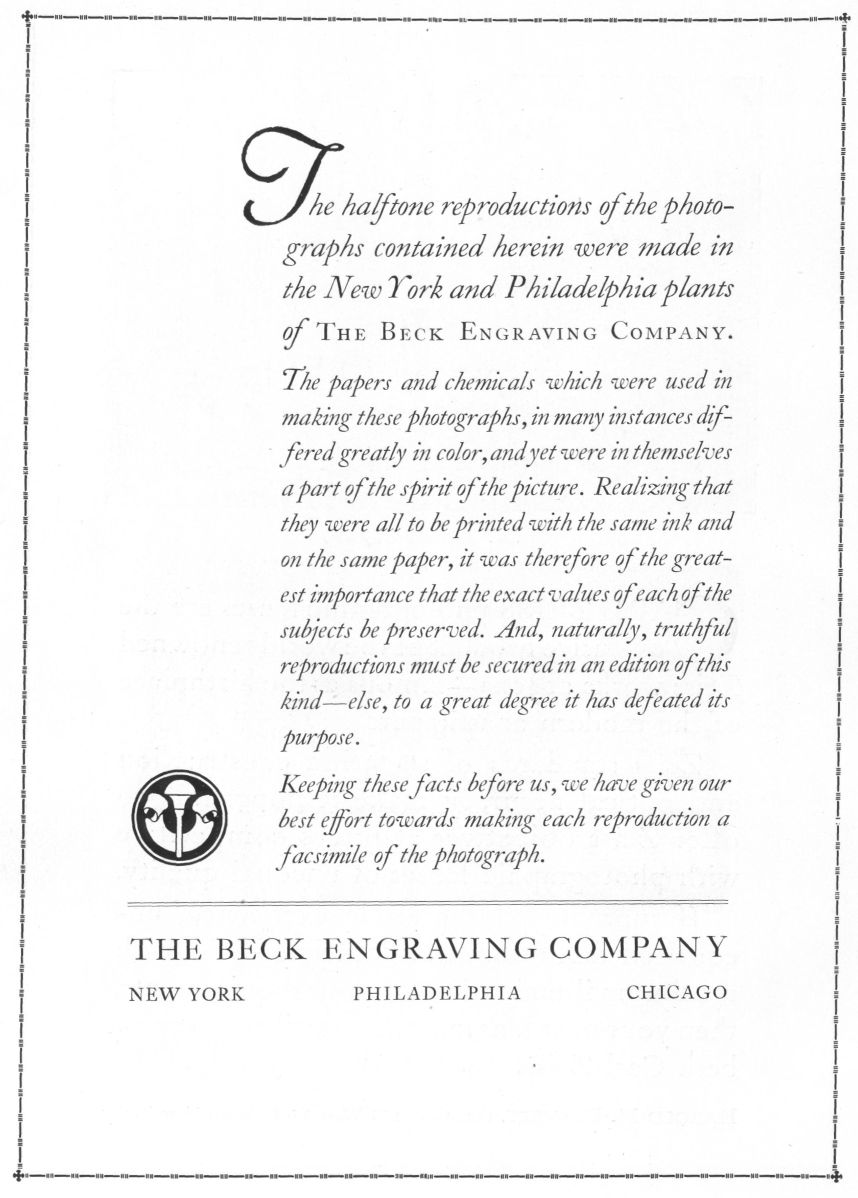 The halftone reproductions of the photo-
graphs contained herein were made in
the New York and Philadelphia plants
of THE BECK ENGRAVING COMPANY.
The papers and chemicals which were used in
making these photographs, in many instances dif-
fered greatly in color, and yet were in themselves
a part of the spirit of the picture. Realizing that
they were all to be printed with the same ink and
on the same paper, it was therefore of the great-
est importance that the exact values of each of the
subjects be preserved. And, naturally, truthful
reproductions must be secured in an edition of this
kind—else, to a great degree it has defeated its
purpose.
Keeping these facts before us, we have given our
best effort towards making each reproduction a
facsimile of the photograph.
THE BECK ENGRAVING COMPANY
NEW YORK PHILADELPHIA CHICAGO